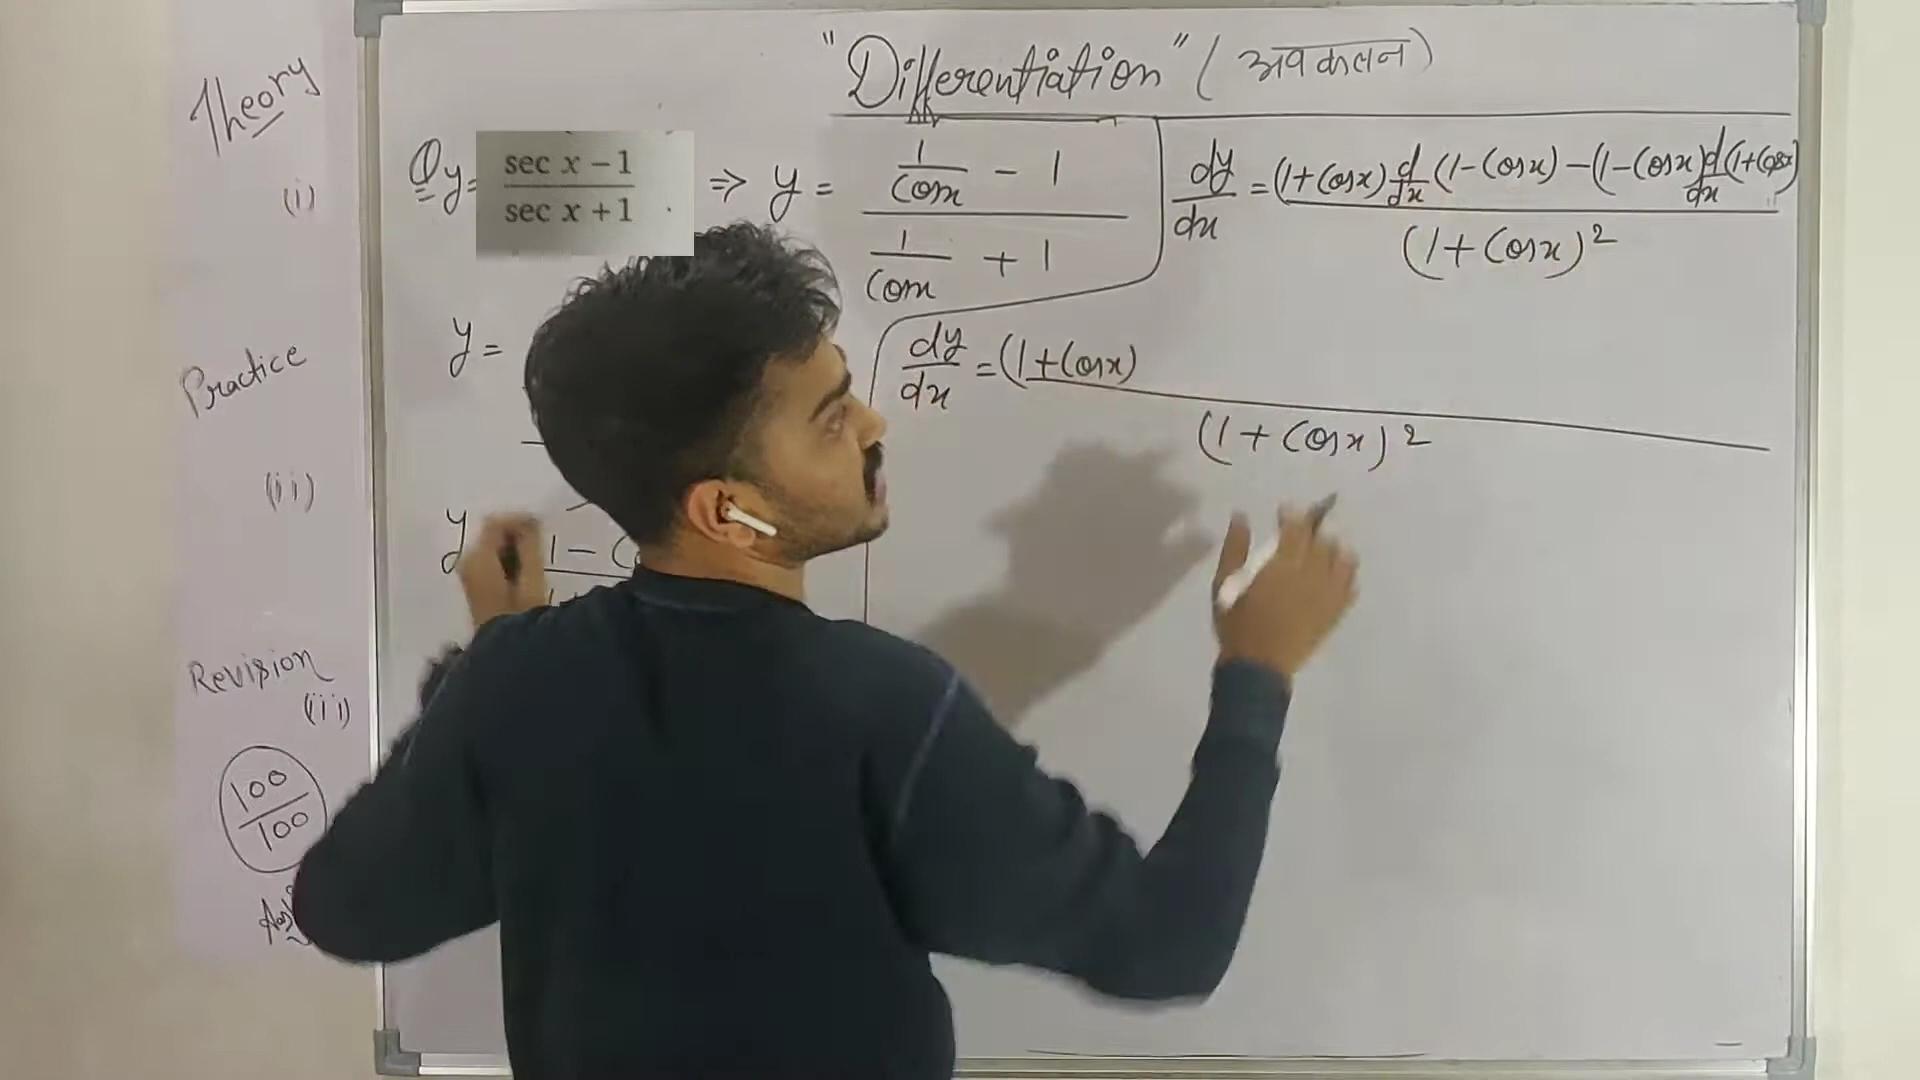 "Differentiation" (अवकलन)
Theory
(i)
Practice
(ii)
Revision
(iii)
100/100
Q y = sec x − 1 / sec x + 1 ⇒ y = 1/Cosx − 1 / 1/Cosx + 1
y =
y
1 − C
dy/dx = (1+Cosx) d/dx (1−Cosx) − (1−Cosx) d/dx (1+Cosx) / (1+Cosx)²
dy/dx = (1+Cosx) / (1+Cosx)²